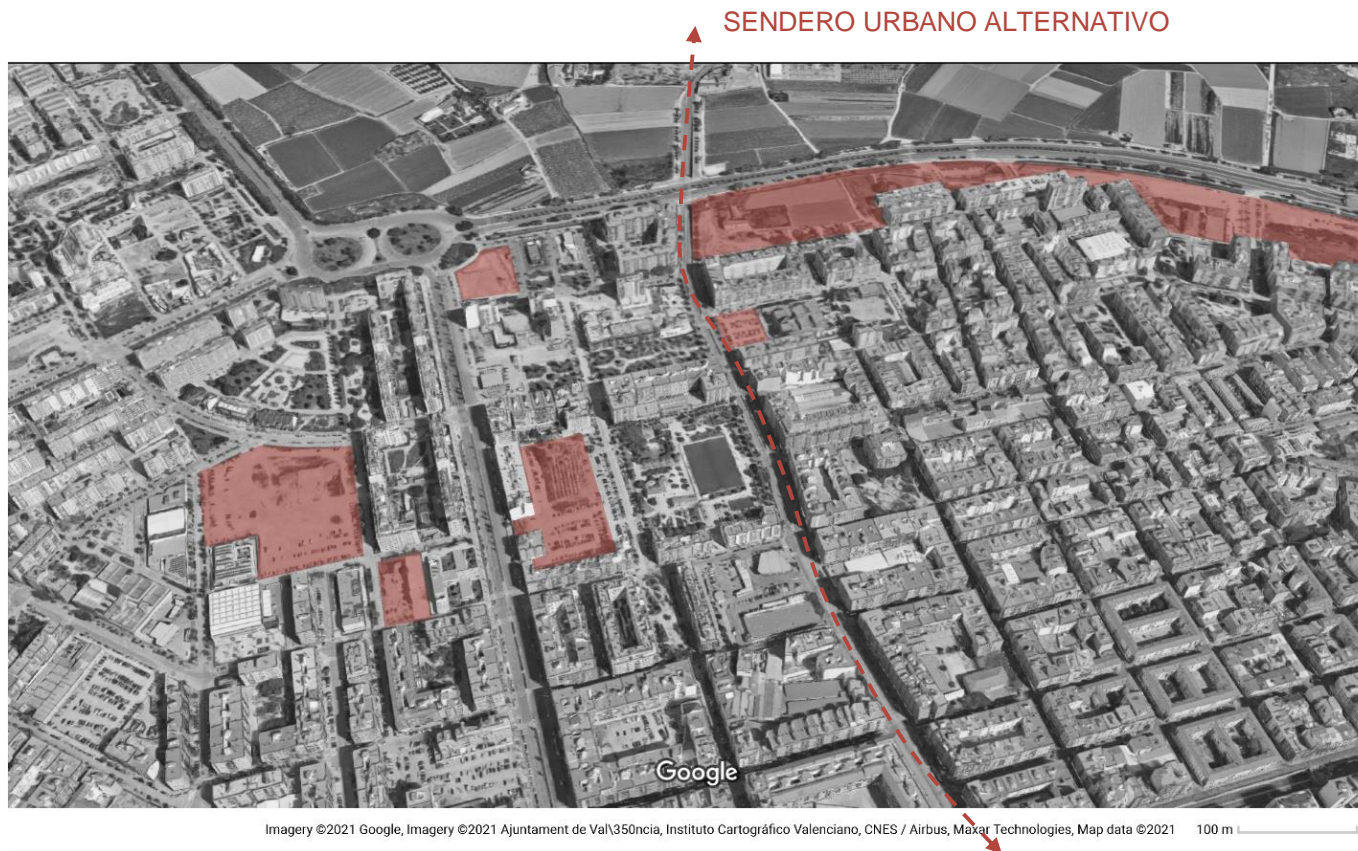 SENDERO URBANO ALTERNATIVO
Google
Imagery ©2021 Google, Imagery ©2021 Ajuntament de Val\350ncia, Instituto Cartográfico Valenciano, CNES / Airbus, Maxar Technologies, Map data ©2021 100 m